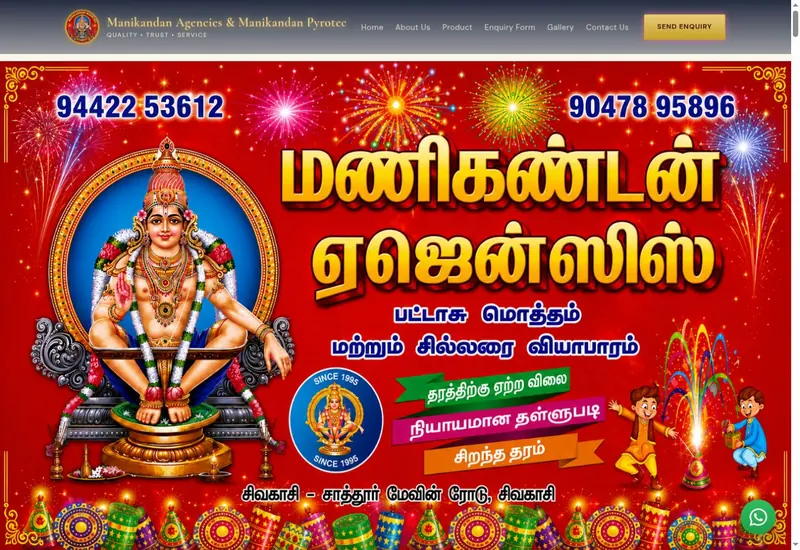 Manikandan Agencies & Manikandan Pyrotec
QUALITY • TRUST • SERVICE
Home About Us Product Enquiry Form Gallery Contact Us SEND ENQUIRY
94422 53612
90478 95896
மணிகண்டன்
ஏஜென்ஸிஸ்
பட்டாசு மொத்தம்
மற்றும் சில்லரை வியாபாரம்
SINCE 1995
SINCE 1995
தரத்திற்கு ஏற்ற விலை
நியாயமான தள்ளுபடி
சிறந்த தரம்
சிவகாசி - சாத்தூர் மேவின் ரோடு, சிவகாசி